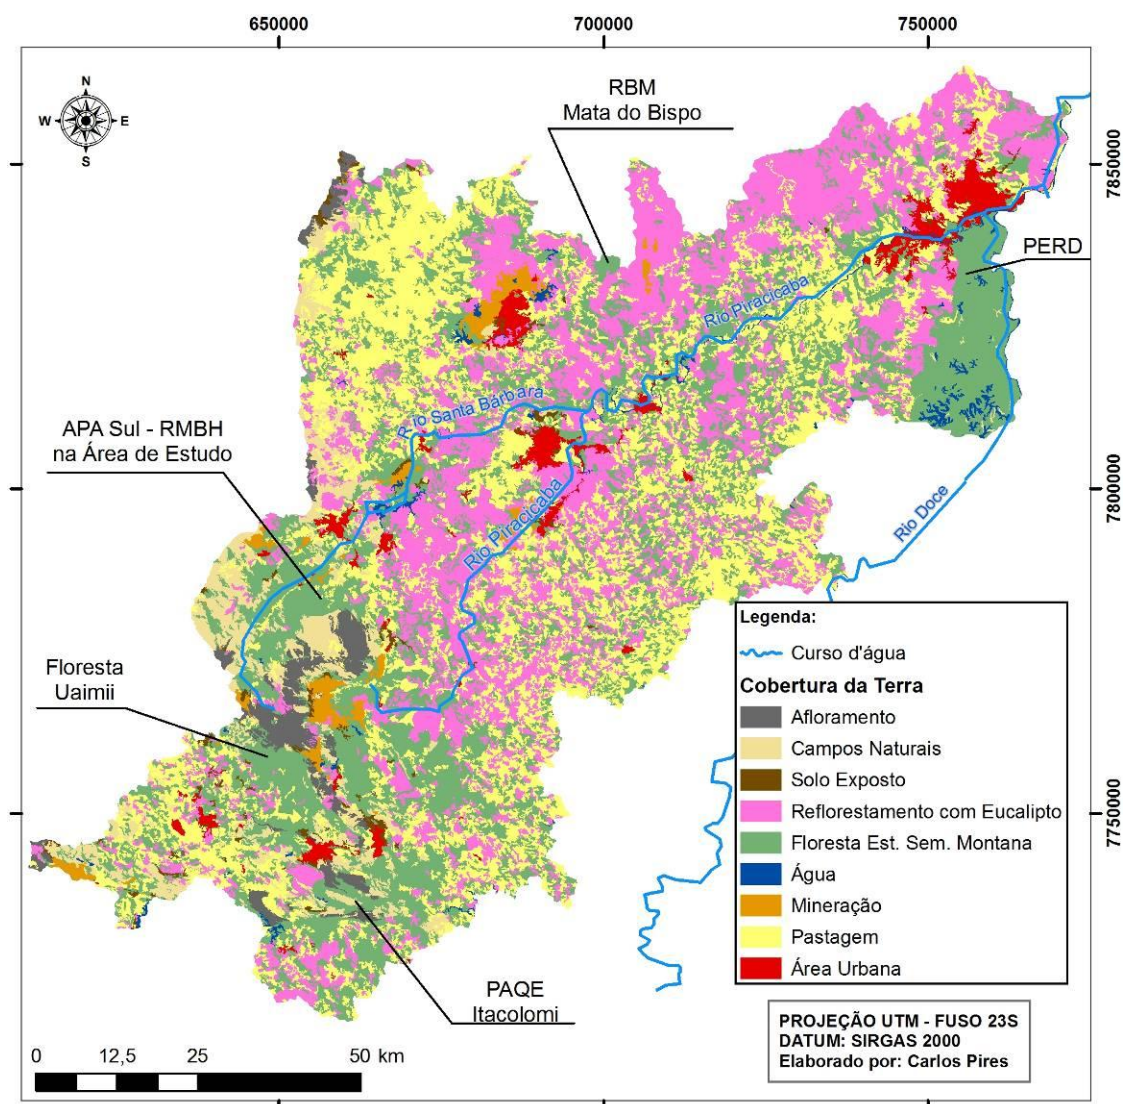 650000
700000
750000
N
W
E
S
RBM
Mata do Bispo
7850000
PERD
Rio Piracicaba
Rio Santa Bárbara
APA Sul - RMBH
na Área de Estudo
7800000
Rio Piracicaba
Rio Doce
Floresta
Uaimii
Legenda:
Curso d'água
Cobertura da Terra
Afloramento
Campos Naturais
Solo Exposto
Reflorestamento com Eucalipto
Floresta Est. Sem. Montana
Água
Mineração
Pastagem
Área Urbana
7750000
PAQE
Itacolomi
0 12,5 25 50 km
PROJEÇÃO UTM - FUSO 23S
DATUM: SIRGAS 2000
Elaborado por: Carlos Pires